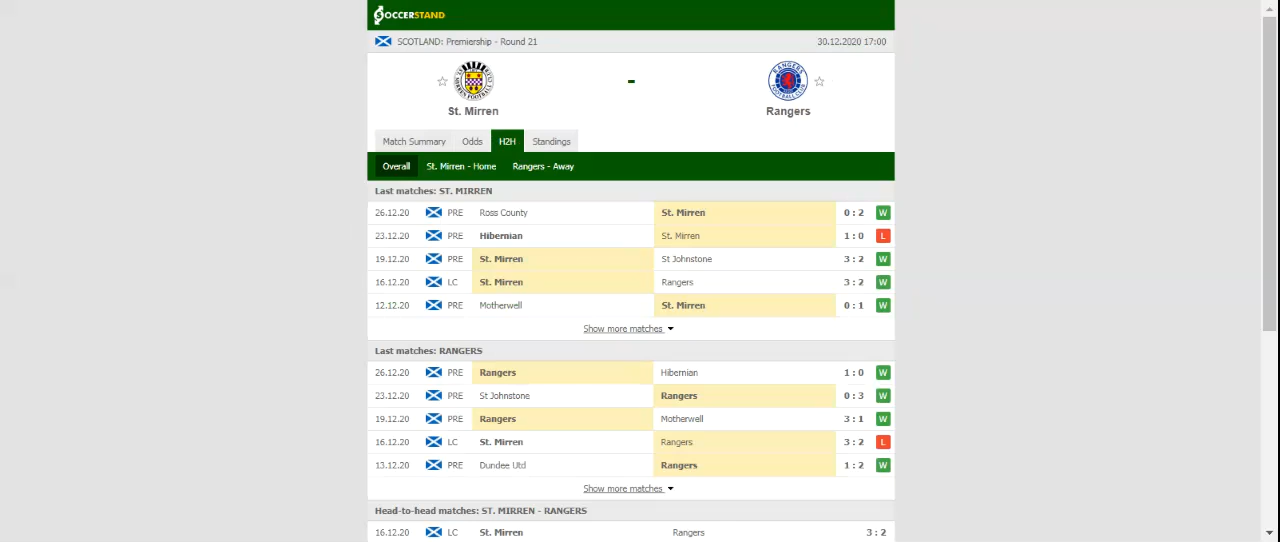 SOCCERSTAND
SCOTLAND: Premiership - Round 21 30.12.2020 17:00
-
St. Mirren Rangers
Match Summary Odds H2H Standings
Overall St. Mirren - Home Rangers - Away
Last matches: ST. MIRREN
26.12.20 PRE Ross County St. Mirren 0 : 2 W
23.12.20 PRE Hibernian St. Mirren 1 : 0 L
19.12.20 PRE St. Mirren St Johnstone 3 : 2 W
16.12.20 LC St. Mirren Rangers 3 : 2 W
12.12.20 PRE Motherwell St. Mirren 0 : 1 W
Show more matches
Last matches: RANGERS
26.12.20 PRE Rangers Hibernian 1 : 0 W
23.12.20 PRE St Johnstone Rangers 0 : 3 W
19.12.20 PRE Rangers Motherwell 3 : 1 W
16.12.20 LC St. Mirren Rangers 3 : 2 L
13.12.20 PRE Dundee Utd Rangers 1 : 2 W
Show more matches
Head-to-head matches: ST. MIRREN - RANGERS
16.12.20 LC St. Mirren Rangers 3 : 2